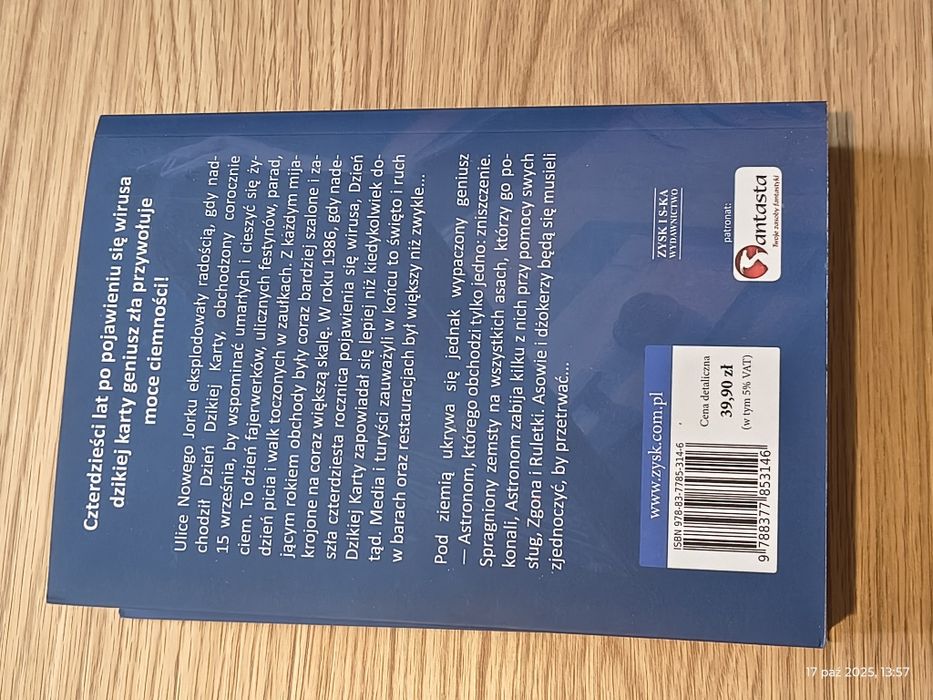 Czterdzieści lat po pojawieniu się wirusa
dzikiej karty geniusz zła przywołuje
moce ciemności!
Ulice Nowego Jorku eksplodowały radością, gdy nad-
chodził Dzień Dzikiej Karty, obchodzony corocznie
15 września, by wspominać umarłych i cieszyć się ży-
ciem. To dzień fajerwerków, ulicznych festynów, parad,
dzień picia i walk toczonych w zaułkach. Z każdym mija-
jącym rokiem obchody były coraz bardziej szalone i za-
krojone na coraz większą skalę. W roku 1986, gdy nade-
szła czterdziesta rocznica pojawienia się wirusa, Dzień
Dzikiej Karty zapowiadał się lepiej niż kiedykolwiek do-
tąd. Media i turyści zauważyli w końcu to święto i ruch
w barach oraz restauracjach był większy niż zwykle...
Pod ziemią ukrywa się jednak wypaczony geniusz
— Astronom, którego obchodzi tylko jedno: zniszczenie.
Spragniony zemsty na wszystkich asach, którzy go po-
konali, Astronom zabija kilku z nich przy pomocy swych
sług, Zgona i Ruletki. Asowie i dżokerzy będą się musieli
zjednoczyć, by przetrwać...
www.zysk.com.pl
ISBN 978-83-7785-314-6
9 788377 853146
Cena detaliczna
39,90 zł
(w tym 5% VAT)
ZYSK I S-KA
WYDAWNICTWO
patronat:
Fantasta
Twoje zasoby fantastyki
17 paź 2025, 13:57